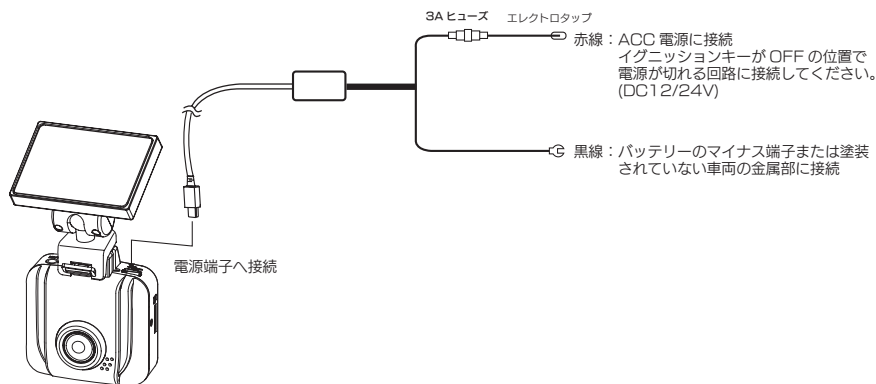 3A ヒューズ エレクトロタップ
赤線：ACC 電源に接続
イグニッションキーが OFF の位置で
電源が切れる回路に接続してください。
(DC12/24V)
黒線：バッテリーのマイナス端子または塗装
されていない車両の金属部に接続
電源端子へ接続